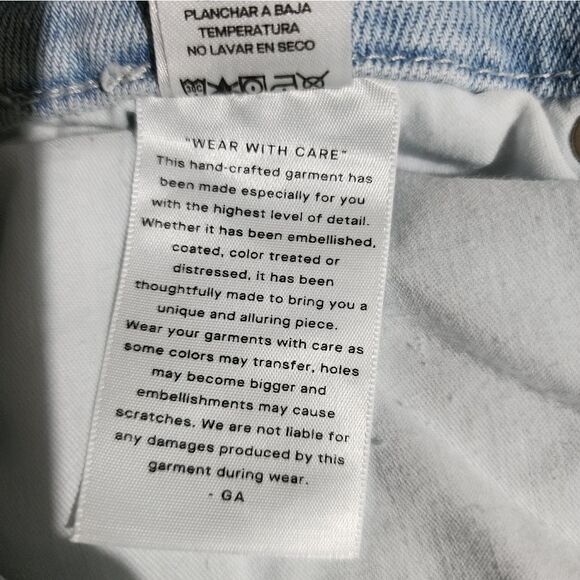 PLANCHAR A BAJA
TEMPERATURA
NO LAVAR EN SECO
"WEAR WITH CARE"
This hand-crafted garment has
been made especially for you
with the highest level of detail.
Whether it has been embellished,
coated, color treated or
distressed, it has been
thoughtfully made to bring you a
unique and alluring piece.
Wear your garments with care as
some colors may transfer, holes
may become bigger and
embellishments may cause
scratches. We are not liable for
any damages produced by this
garment during wear.
- GA